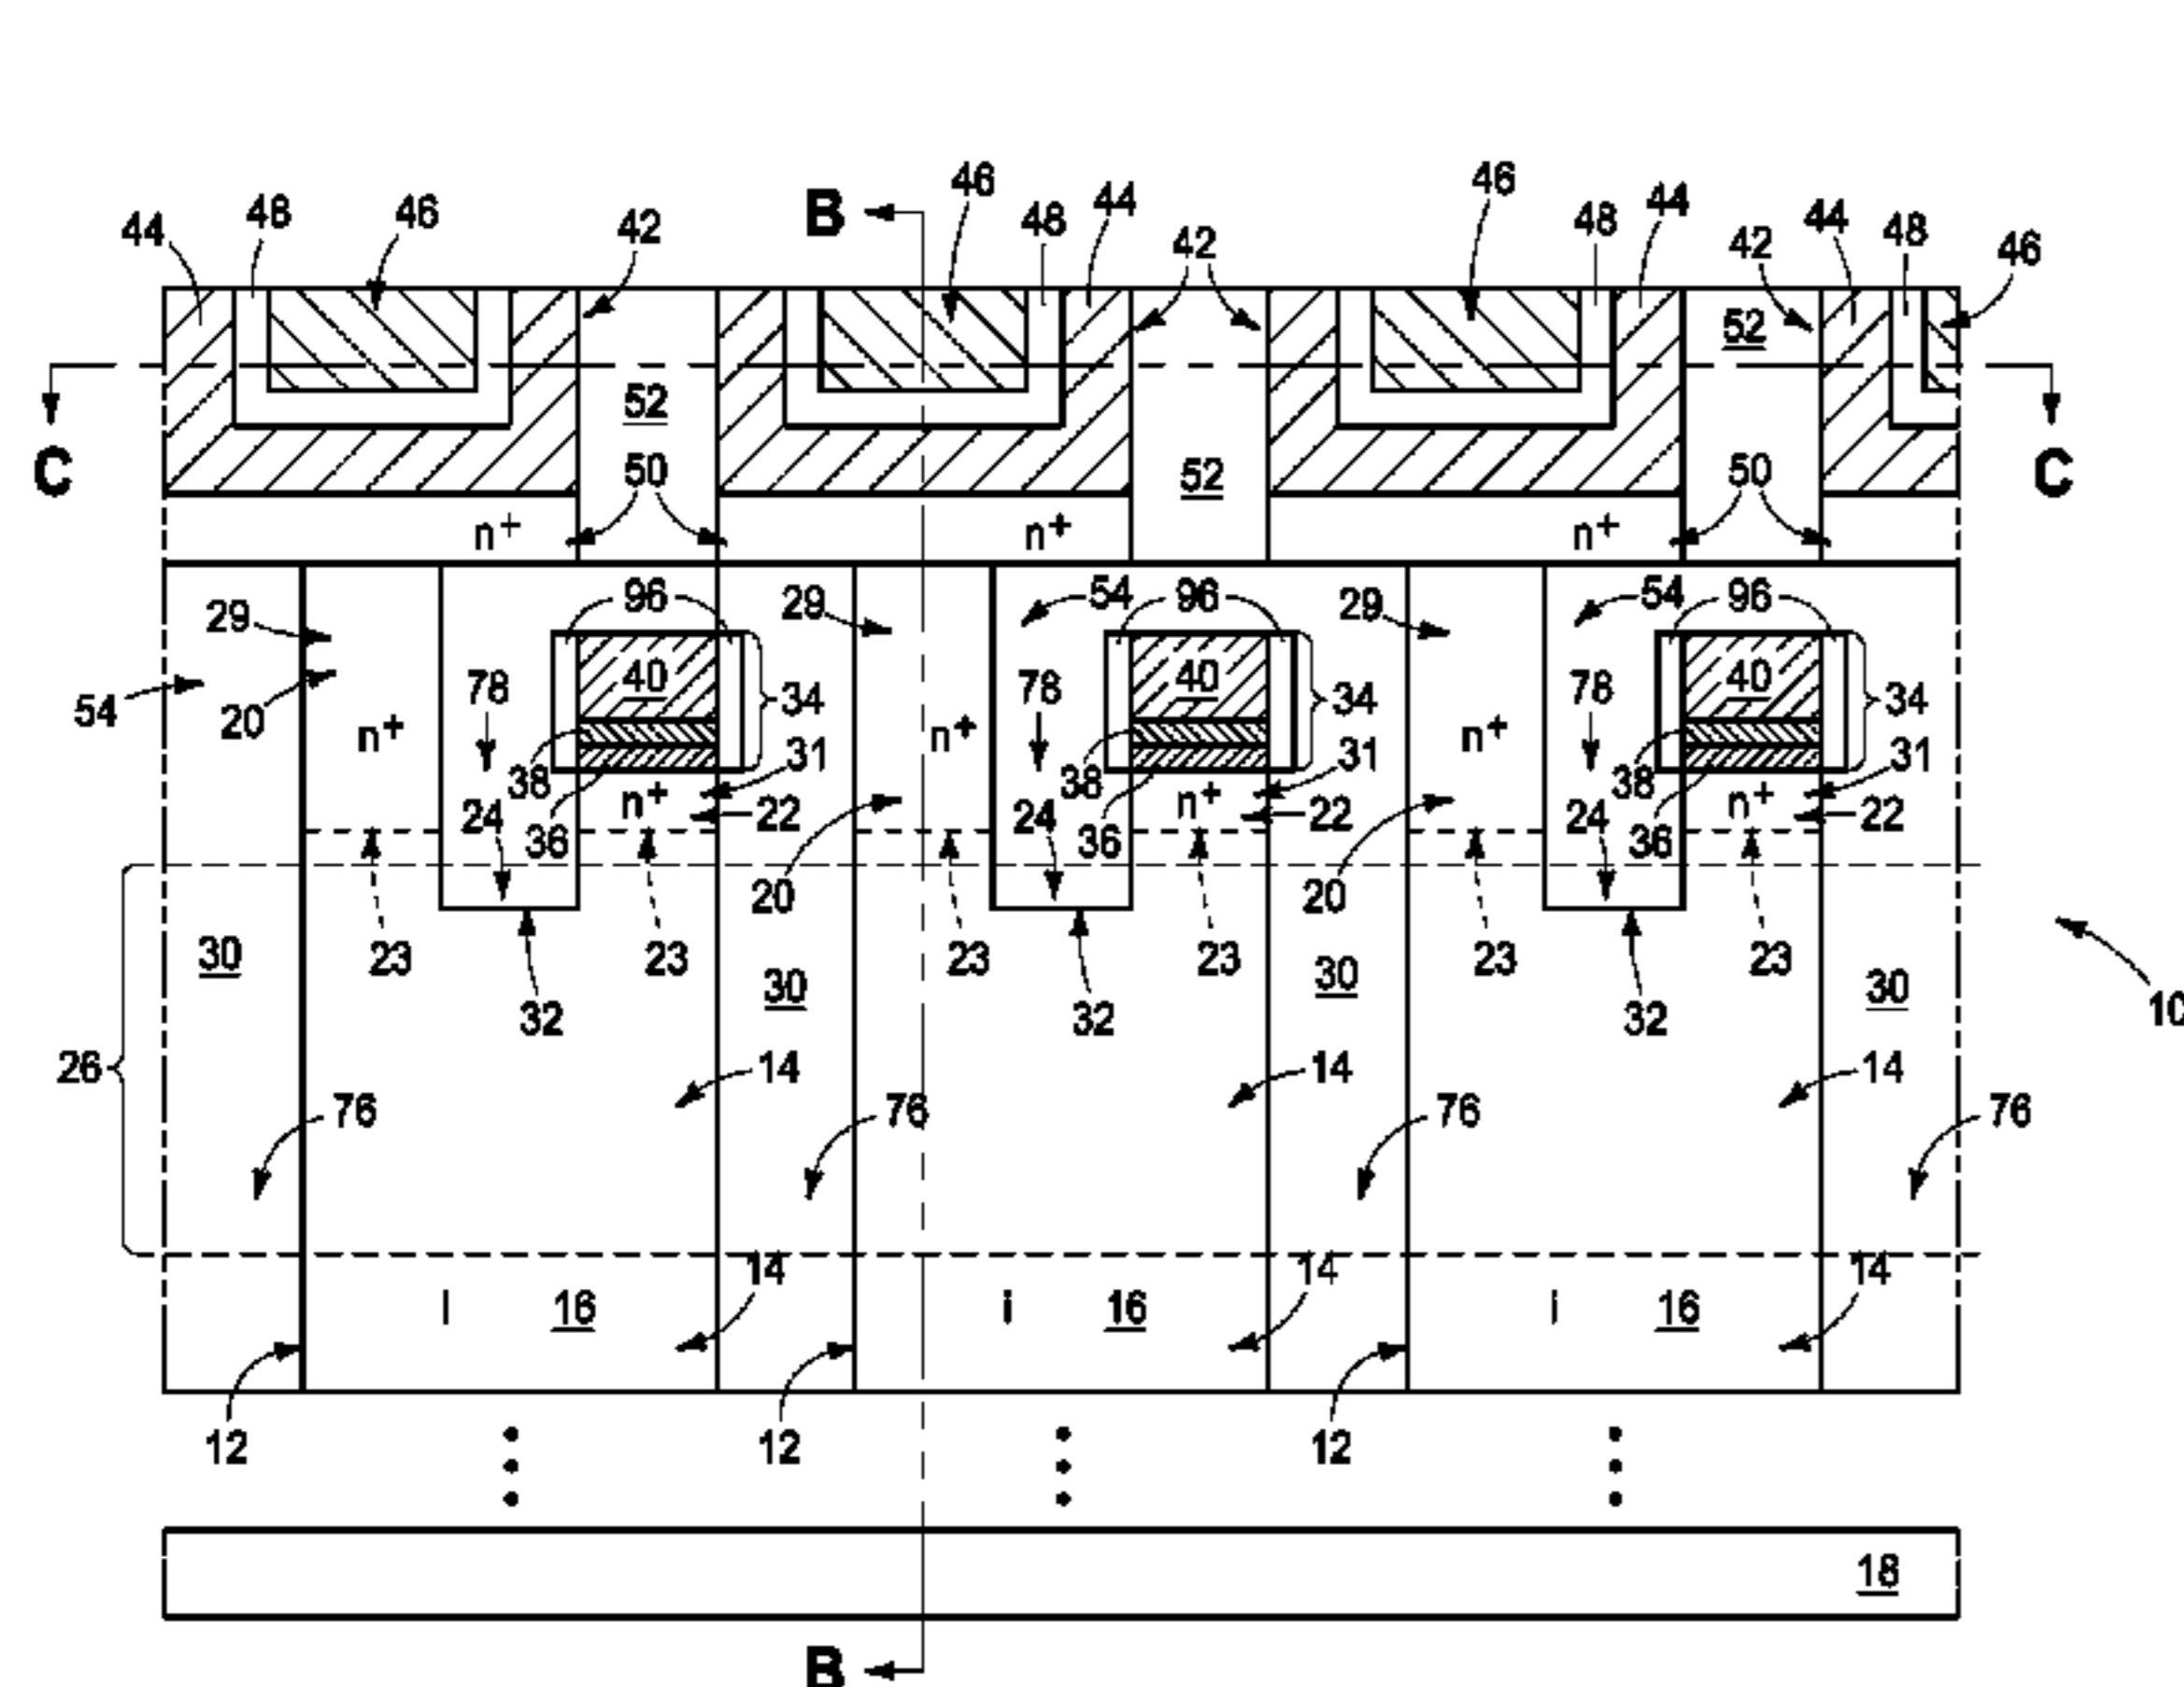 46 46
B 48 44 48 44
44 48 46 42 42 42 44 48 46
52
52
C 50 52 50 C
n+ n+ n+
29 96 29 54 96 29 54 96
54 20 n+ 78 40 34 n+ 78 40 34 n+ 78 40 34
38 31 38 31 38 31
24 36 n+ 22 24 36 n+ 22 24 36 n+ 22
20 20
30 23 32 23 30 23 32 23 30 23 32 23 30 10
26 14 14 14
76 76 76 76
14 14 14
i 16 i 16 i 16
12 12 12
18
B